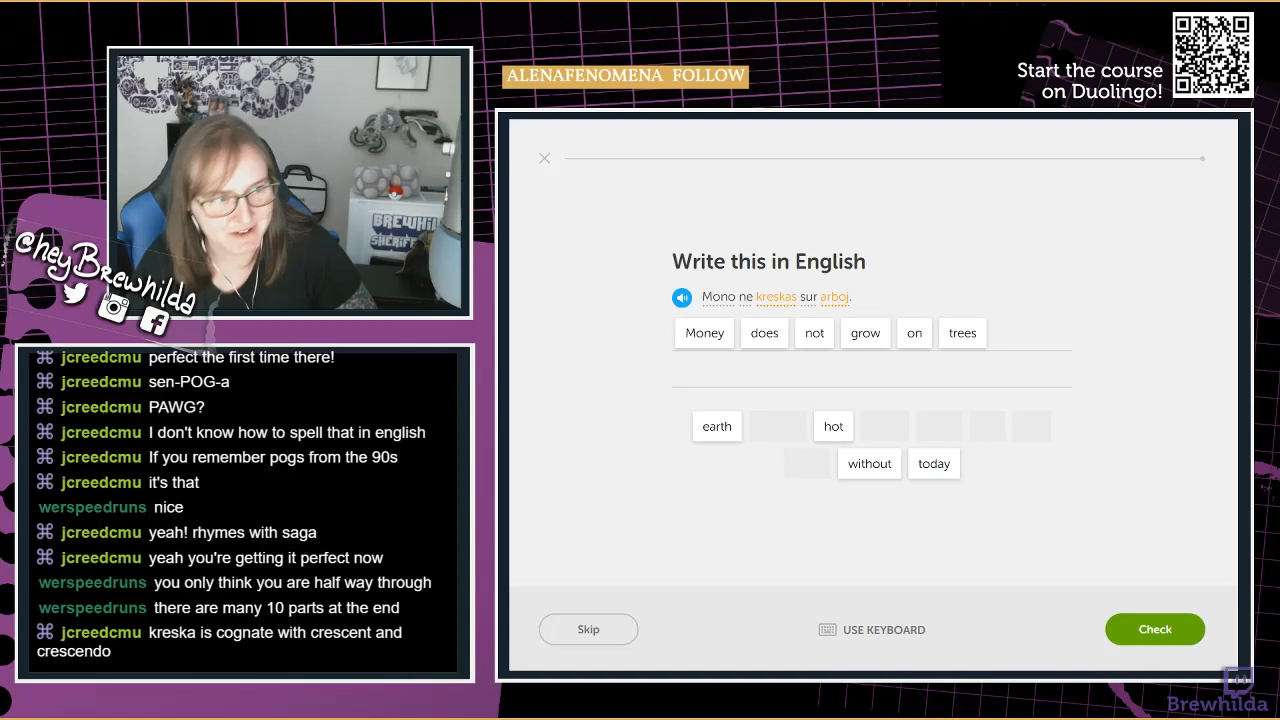 ALENAFENOMENA FOLLOW
Start the course
on Duolingo!
BREWHIL
SHERIFF
@heyBrewhilda
Write this in English
Mono ne kreskas sur arboj.
Money does not grow on trees
earth hot
without today
Skip
USE KEYBOARD
Check
jcreedcmu perfect the first time there!
jcreedcmu sen-POG-a
jcreedcmu PAWG?
jcreedcmu I don't know how to spell that in english
jcreedcmu If you remember pogs from the 90s
jcreedcmu it's that
werspeedruns nice
jcreedcmu yeah! rhymes with saga
jcreedcmu yeah you're getting it perfect now
werspeedruns you only think you are half way through
werspeedruns there are many 10 parts at the end
jcreedcmu kreska is cognate with crescent and
crescendo
Brewhilda